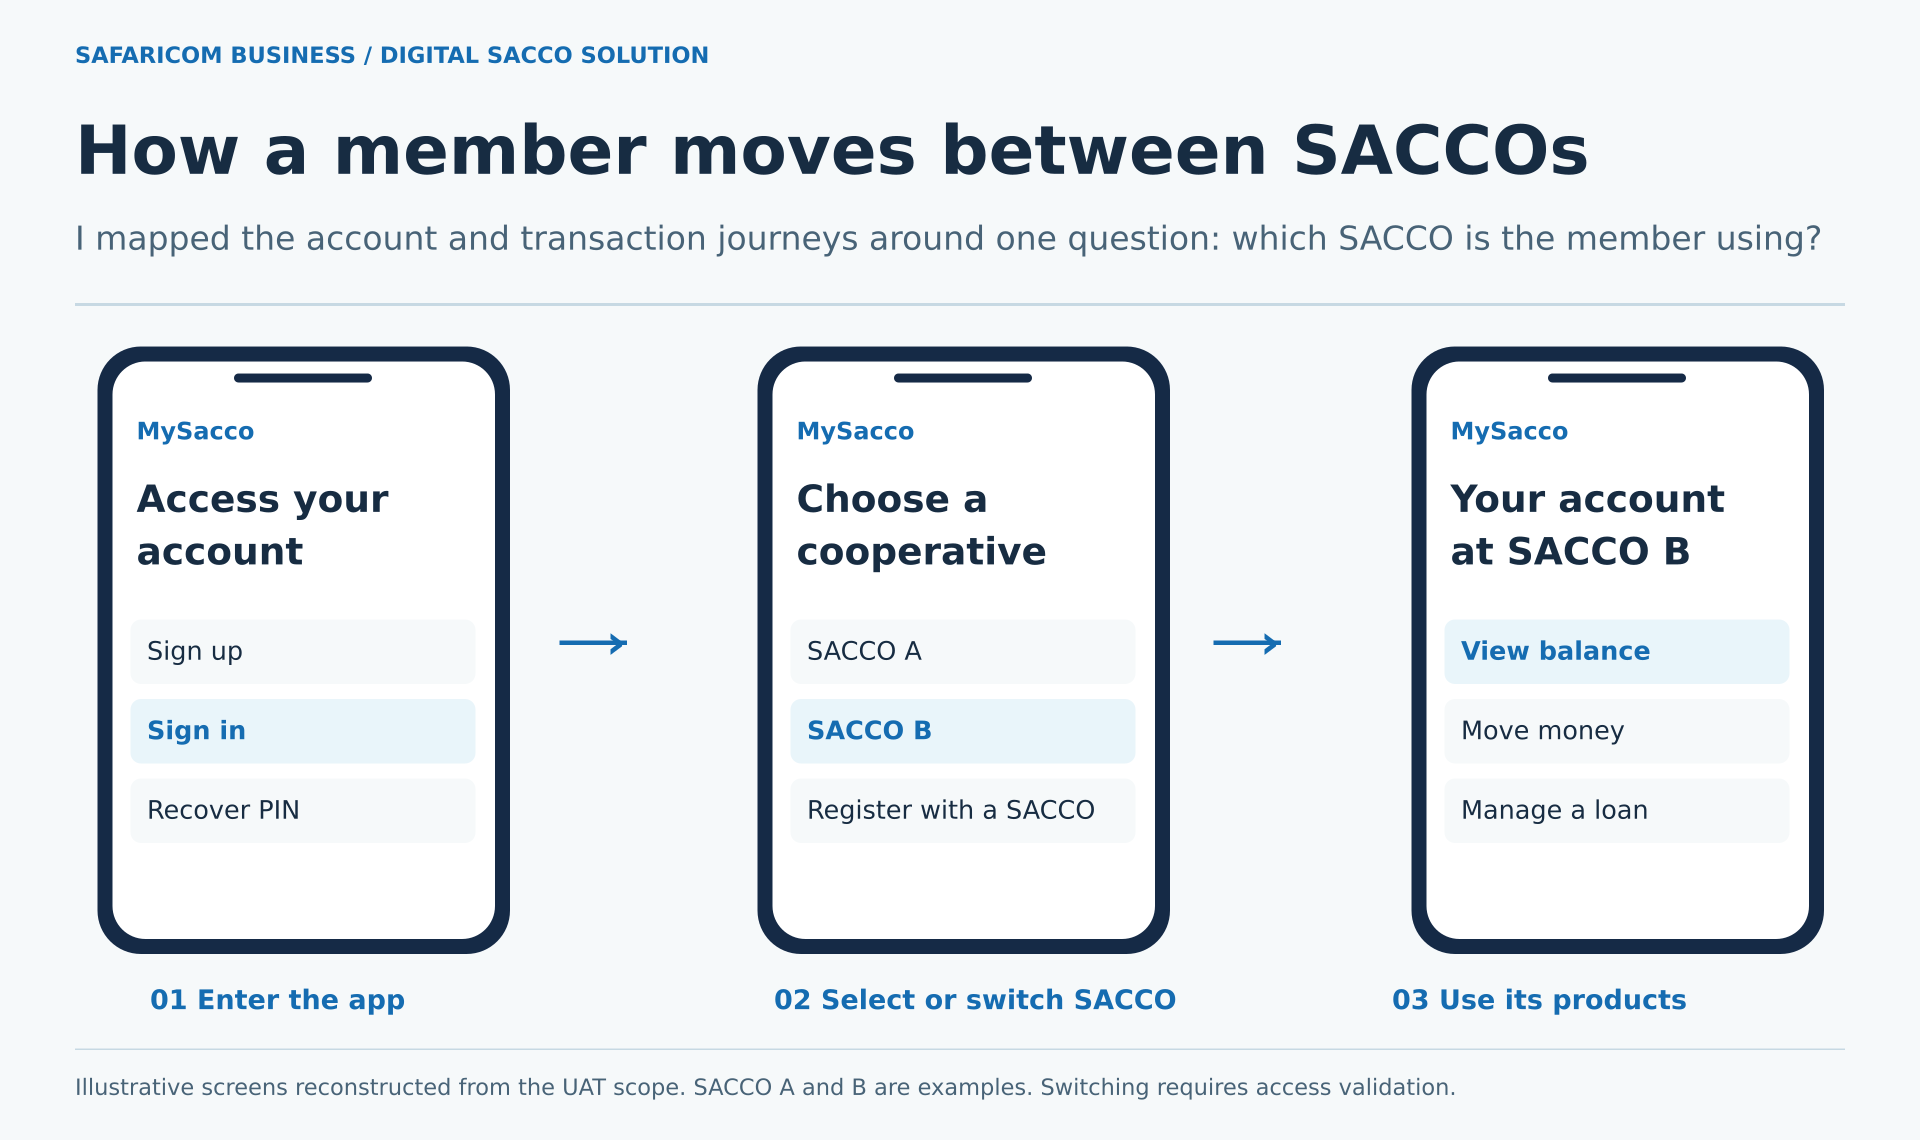 SAFARICOM BUSINESS / DIGITAL SACCO SOLUTION
How a member moves between SACCOs
I mapped the account and transaction journeys around one question: which SACCO is the member using?
MySacco
Access your
account
Sign up
Sign in
Recover PIN
01 Enter the app
MySacco
Choose a
cooperative
SACCO A
SACCO B
Register with a SACCO
02 Select or switch SACCO
MySacco
Your account
at SACCO B
View balance
Move money
Manage a loan
03 Use its products
Illustrative screens reconstructed from the UAT scope. SACCO A and B are examples. Switching requires access validation.